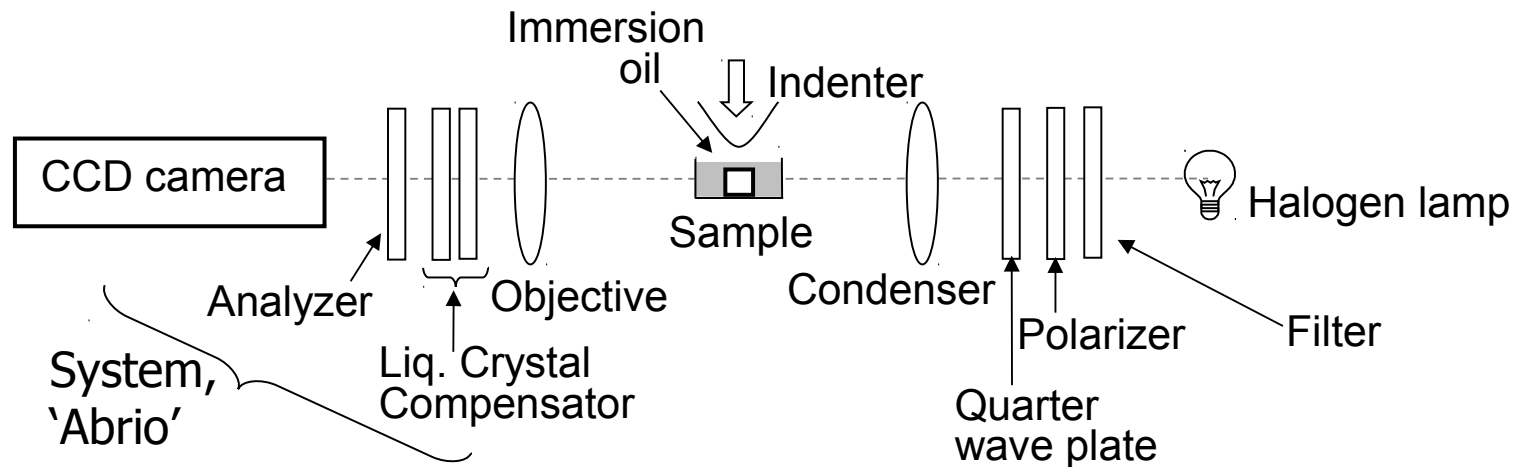 Immersion
oil
Indenter
CCD camera
Halogen lamp
Sample
Analyzer
Objective
Condenser
Polarizer
Filter
Liq. Crystal
Compensator
System,
‘Abrio’
Quarter
wave plate